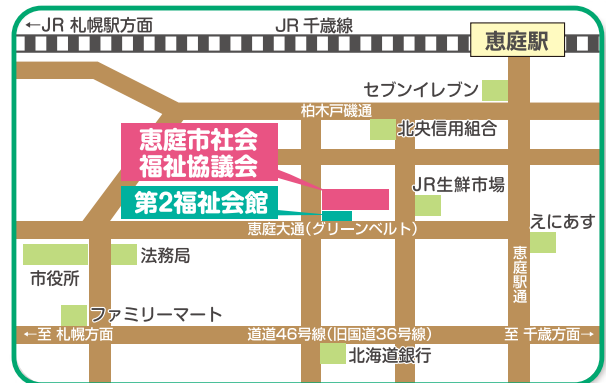 ←JR 札幌駅方面
JR 千歳線
恵庭駅
セブンイレブン
柏木戸磯通
北央信用組合
恵庭市社会
福祉協議会
JR生鮮市場
第2福祉会館
えにあす
恵庭大通(グリーンベルト)
法務局
市役所
恵庭駅通
ファミリーマート
←至 札幌方面
道道46号線(旧国道36号線)
至 千歳方面→
北海道銀行